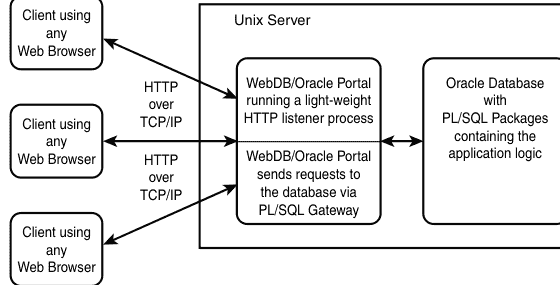 Client using
any
Web Browser
Unix Server
HTTP
over
TCP/IP
WebDB/Oracle Portal
running a light-weight
HTTP listener process
Oracle Database
with
PL/SQL Packages
containing the
application logic
Client using
any
Web Browser
HTTP
over
TCP/IP
WebDB/Oracle Portal
sends requests to
the database via
PL/SQL Gateway
Client using
any
Web Browser